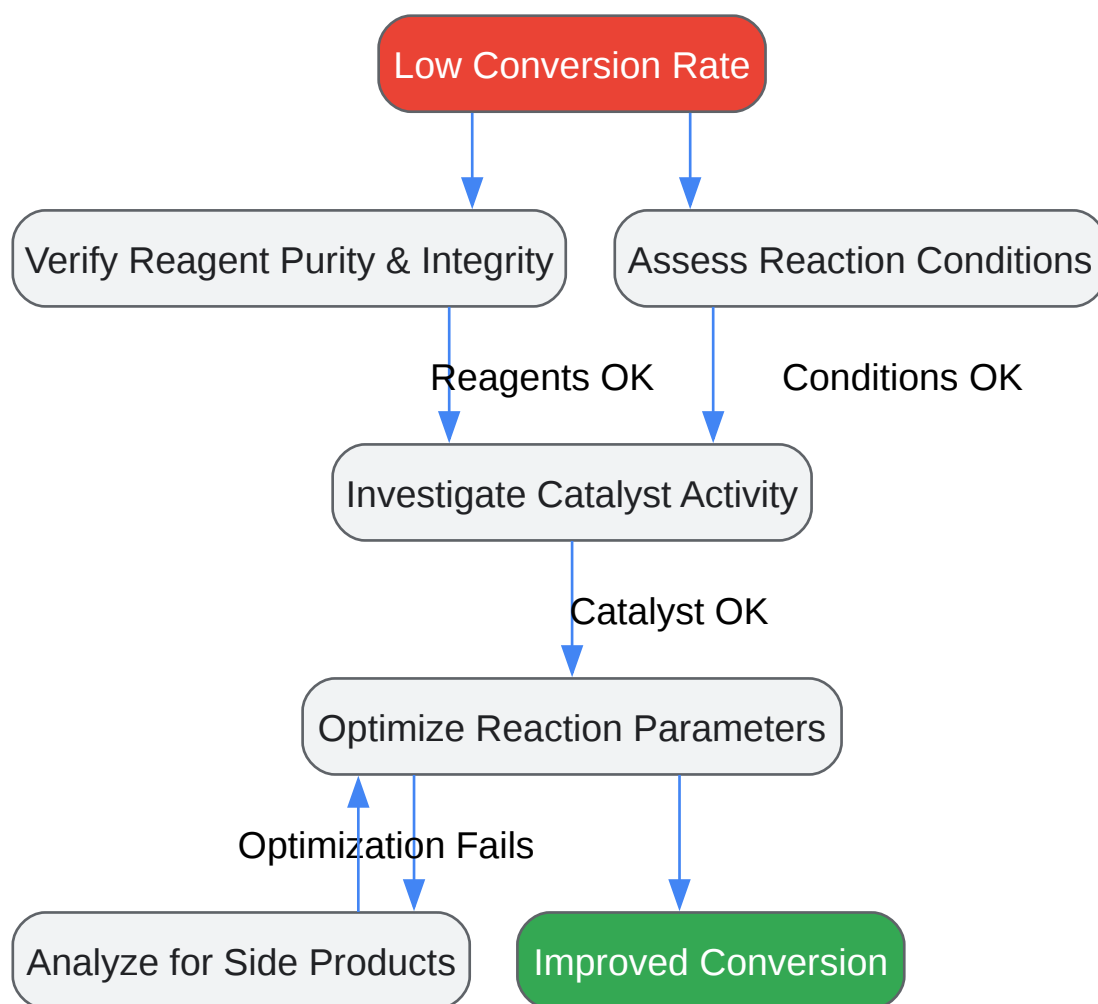 Low Conversion Rate
Verify Reagent Purity & Integrity
Assess Reaction Conditions
Reagents OK
Conditions OK
Investigate Catalyst Activity
Catalyst OK
Optimize Reaction Parameters
Optimization Fails
Analyze for Side Products
Improved Conversion